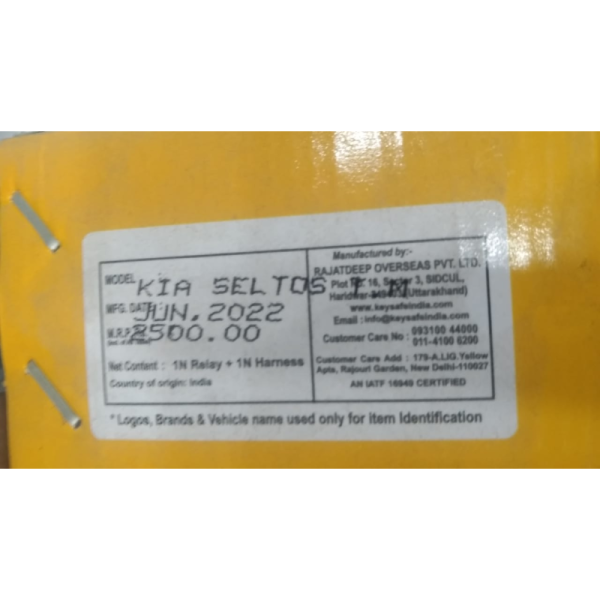 MODEL KIA SELTOS T M
MFG. DATE JUN. 2022
M.R.P. 2500.00
Net Content : 1N Relay + 1N Harness
Country of origin: India
Manufactured by:-
RAJATDEEP OVERSEAS PVT. LTD.
Plot No. 16, Sector 3, SIDCUL,
Haridwar (Uttarakhand)
www.keysafeindia.com
Email : info@keysafeindia.com
Customer Care No : 093100 44000
011-4100 6200
Customer Care Add : 179-A,LIG.Yellow
Apts, Rajouri Garden, New Delhi-110027
AN IATF 16949 CERTIFIED
* Logos, Brands & Vehicle name used only for Item Identification